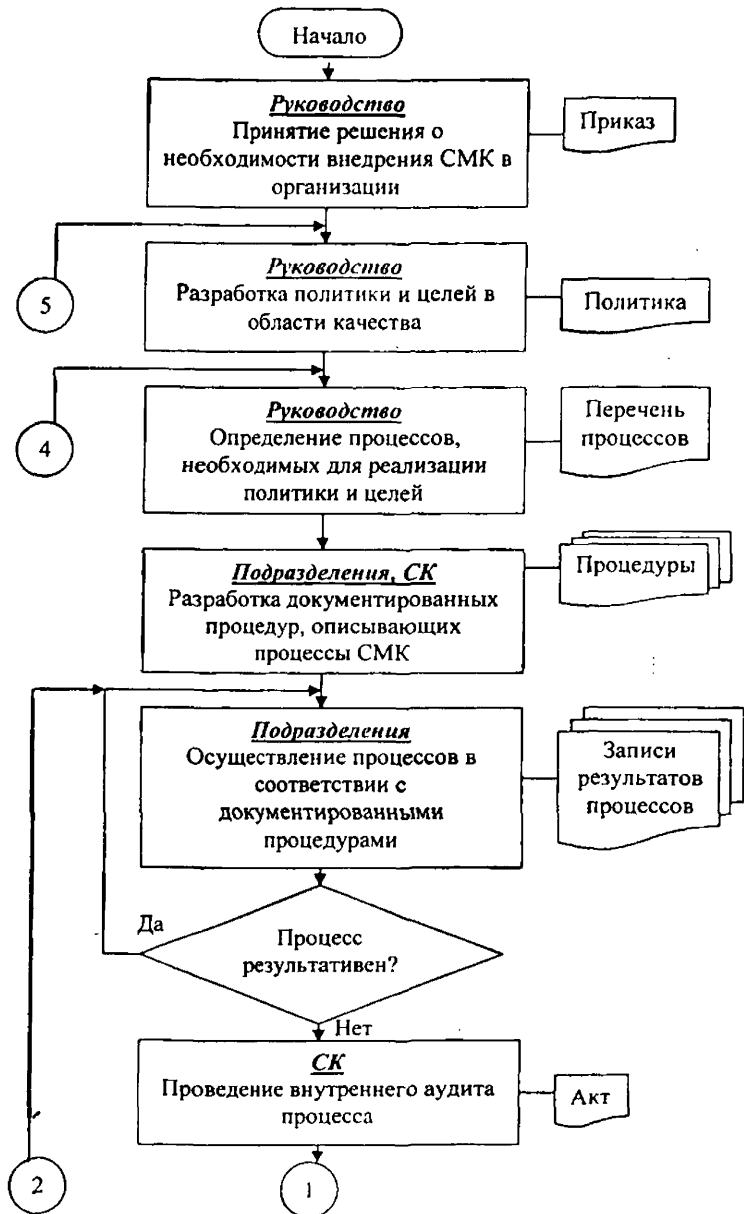 Начало
Руководство
Принятие решения о
необходимости внедрения СМК в
организации
Приказ
5
Руководство
Разработка политики и целей в
области качества
Политика
4
Руководство
Определение процессов,
необходимых для реализации
политики и целей
Перечень
процессов
Подразделения, СК
Разработка документированных
процедур, описывающих
процессы СМК
Процедуры
Подразделения
Осуществление процессов в
соответствии с
документированными
процедурами
Записи
результатов
процессов
Да
Процесс
результативен?
Нет
СК
Проведение внутреннего аудита
процесса
Акт
2
1